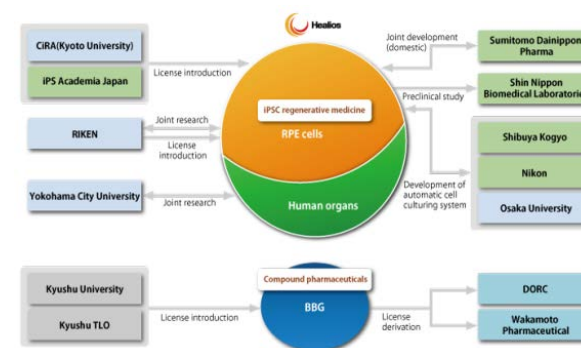 Healios
CiRA(Kyoto University)
iPS Academia Japan
License introduction
Joint development
(domestic)
Sumitomo Dainippon
Pharma
Preclinical study
Shin Nippon
Biomedical Laboratories
iPSC regenerative medicine
RPE cells
RIKEN
Joint research
License
introduction
Shibuya Kogyo
Nikon
Osaka University
Development of
automatic cell
culturing system
Yokohama City University
Joint research
Human organs
Compound pharmaceuticals
BBG
Kyushu University
Kyushu TLO
License introduction
License
derivation
DORC
Wakamoto
Pharmaceutical